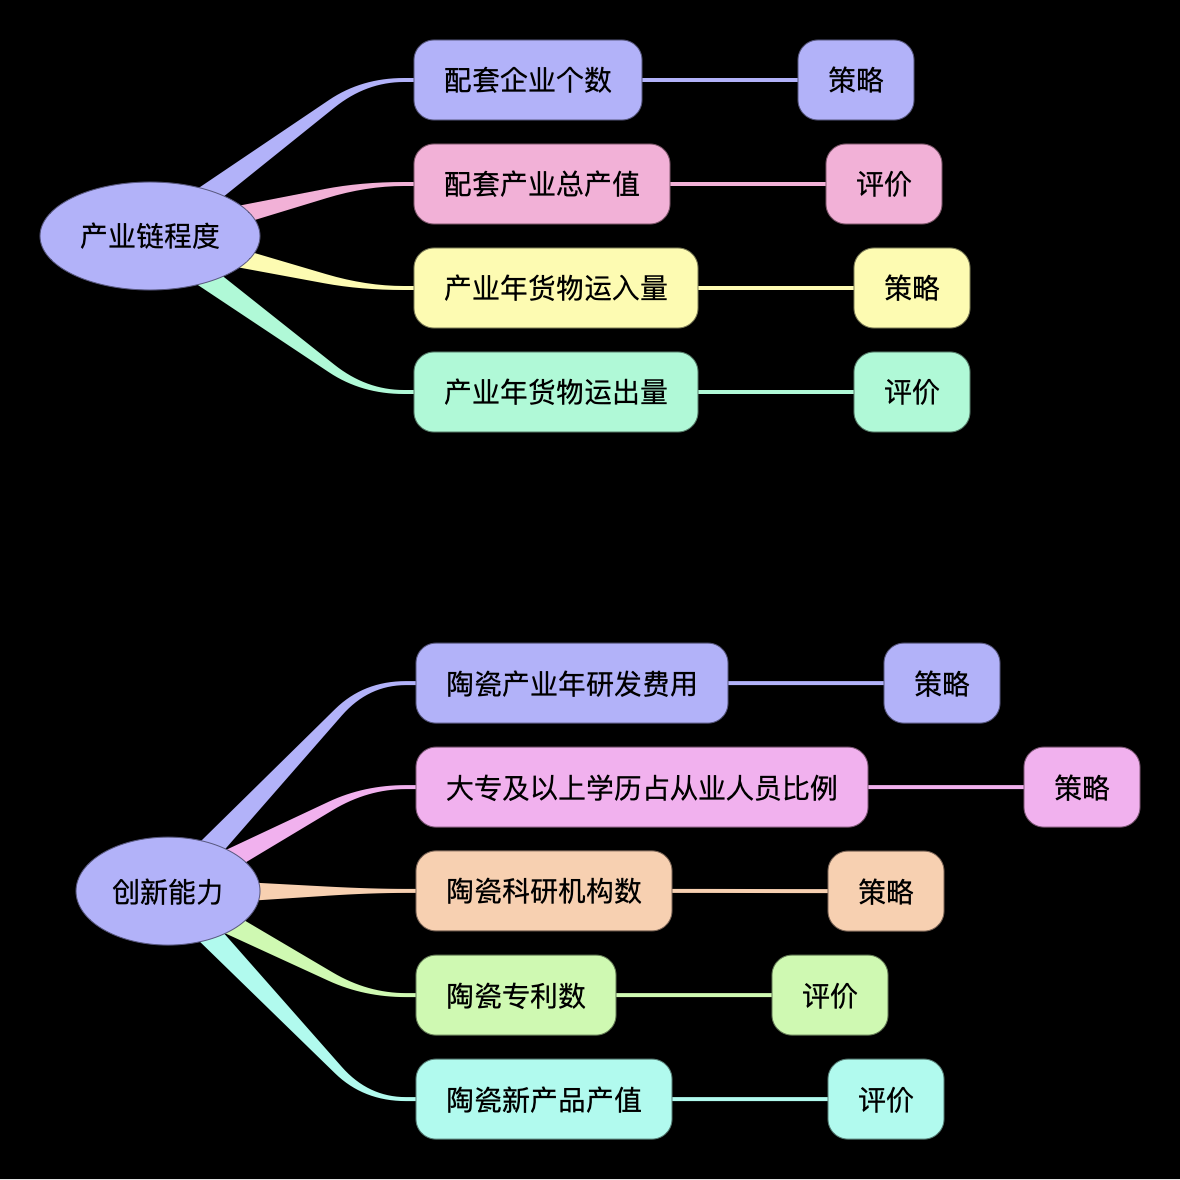 配套企业个数
策略
配套产业总产值
评价
产业链程度
产业年货物运入量
策略
产业年货物运出量
评价
陶瓷产业年研发费用
策略
大专及以上学历占从业人员比例
策略
创新能力
陶瓷科研机构数
策略
陶瓷专利数
评价
陶瓷新产品产值
评价